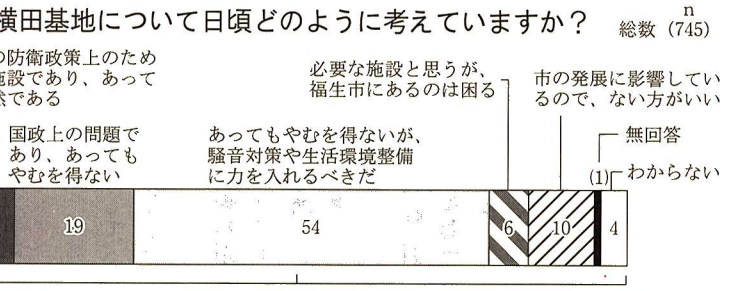 横田基地について日頃どのように考えていますか？
n
総数（745）
の防衛政策上のため
施設であり、あって
然である
必要な施設と思うが、
福生市にあるのは困る
市の発展に影響してい
るので、ない方がいい
国政上の問題で
あり、あっても
やむを得ない
あってもやむを得ないが、
騒音対策や生活環境整備
に力を入れるべきだ
無回答
(1)
わからない
19
54
6
10
4